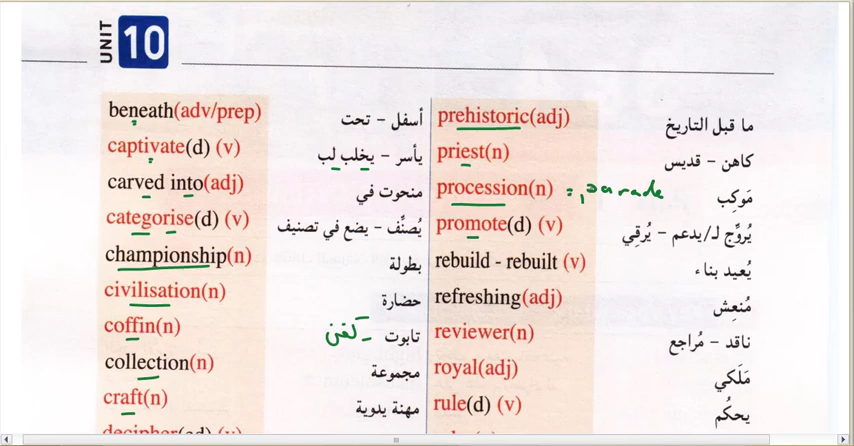 UNIT 10
beneath(adv/prep) أسفل - تحت
captivate(d) (v) يأسر - يخلب لب
carved into(adj) منحوت في
categorise(d) (v) يُصنَّف - يضع في تصنيف
championship(n) بطولة
civilisation(n) حضارة
coffin(n) تابوت - كفن
collection(n) مجموعة
craft(n) مهنة يدوية
prehistoric(adj) ما قبل التاريخ
priest(n) كاهن - قديس
procession(n) = parade مَوكِب
promote(d) (v) يُروِّج لـ/يدعم - يُرقِي
rebuild - rebuilt (v) يُعيد بناء
refreshing(adj) مُنعِش
reviewer(n) ناقد - مُراجع
royal(adj) مَلَكي
rule(d) (v) يحكُم